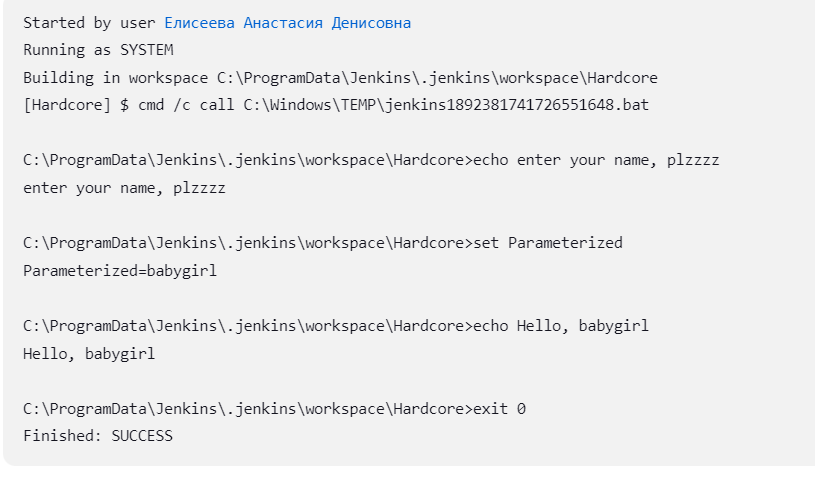 Started by user Елисеева Анастасия Денисовна
Running as SYSTEM
Building in workspace C:\ProgramData\Jenkins\.jenkins\workspace\Hardcore
[Hardcore] $ cmd /c call C:\Windows\TEMP\jenkins1892381741726551648.bat
C:\ProgramData\Jenkins\.jenkins\workspace\Hardcore>echo enter your name, plzzzz
enter your name, plzzzz
C:\ProgramData\Jenkins\.jenkins\workspace\Hardcore>set Parameterized
Parameterized=babygirl
C:\ProgramData\Jenkins\.jenkins\workspace\Hardcore>echo Hello, babygirl
Hello, babygirl
C:\ProgramData\Jenkins\.jenkins\workspace\Hardcore>exit 0
Finished: SUCCESS